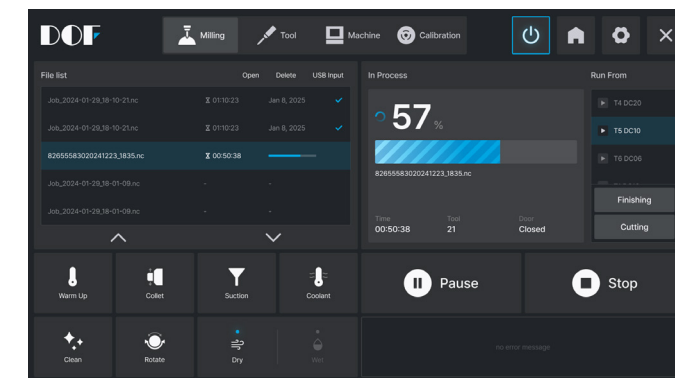 DOF
Milling
Tool
Machine
Calibration
File list
Open
Delete
USB Input
Job_2024-01-29_18-10-21.nc
01:10:23
Jan 8, 2025
Job_2024-01-29_18-10-21.nc
01:10:23
Jan 8, 2025
82655583020241223_1835.nc
00:50:38
Job_2024-01-29_18-01-09.nc
-
-
Job_2024-01-29_18-01-09.nc
-
-
In Process
57 %
82655583020241223_1835.nc
Time
Tool
Door
00:50:38
21
Closed
Run From
T4 DC20
T5 DC10
T6 DC06
Finishing
Cutting
Warm Up
Collet
Suction
Coolant
Pause
Stop
Clean
Rotate
Dry
Wet
no error message